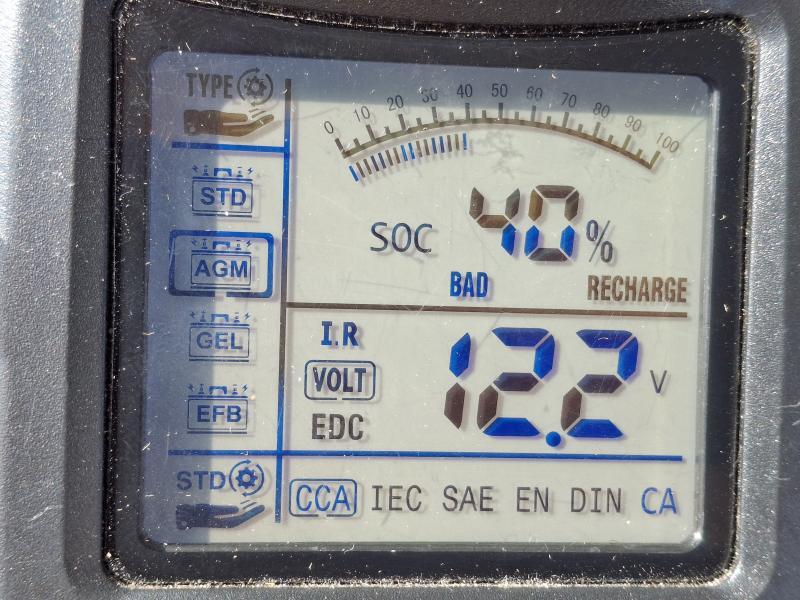 TYPE
0 10 20 30 40 50 60 70 80 90 100
STD
SOC 40 %
AGM
BAD RECHARGE
GEL
I.R
VOLT 12.2 V
EFB
EDC
STD
CCA IEC SAE EN DIN CA